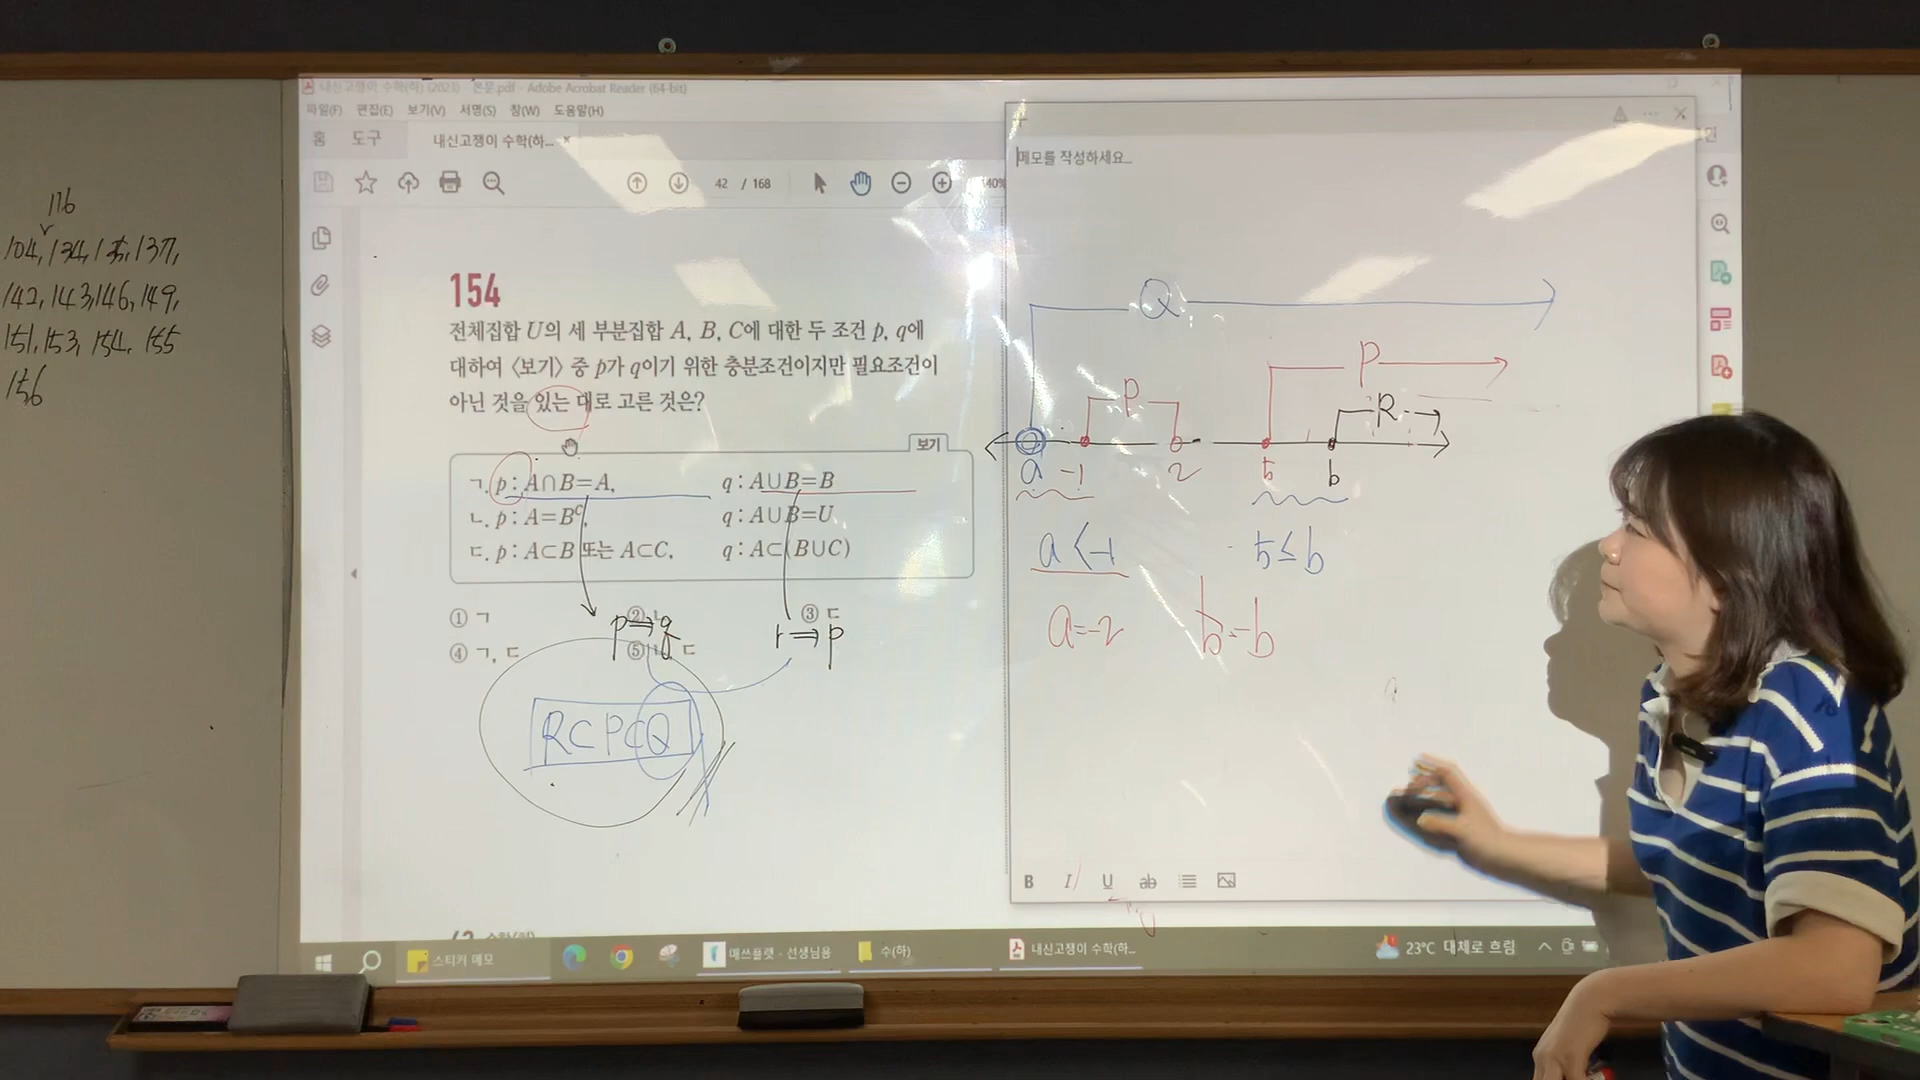 116
104, 134, 135, 137,
142, 143, 146, 149,
151, 153, 154, 155
156
내신고쟁이 수학(하) (2023) 본문.pdf - Adobe Acrobat Reader (64-bit)
파일(F) 편집(E) 보기(V) 서명(S) 창(W) 도움말(H)
홈 도구 내신고쟁이 수학(하... ×
42 / 168
154
전체집합 U의 세 부분집합 A, B, C에 대한 두 조건 p, q에
대하여 〈보기〉 중 p가 q이기 위한 충분조건이지만 필요조건이
아닌 것을 있는 대로 고른 것은?
보기
ㄱ. p : A∩B=A, q : A∪B=B
ㄴ. p : A=B^C, q : A∪B=U
ㄷ. p : A⊂B 또는 A⊂C, q : A⊂(B∪C)
① ㄱ ② ㄴ ③ ㄷ
④ ㄱ, ㄷ ⑤ ㄴ, ㄷ
p⇒q r⇒p
R⊂P⊂Q
메모를 작성하세요...
Q
P
P R
a -1 2 5 b
a<-1 5≤b
a=-2
B I U ab
스티커 메모 매쓰플랫 - 선생님용 수(하) 내신고쟁이 수학(하... 23°C 대체로 흐림